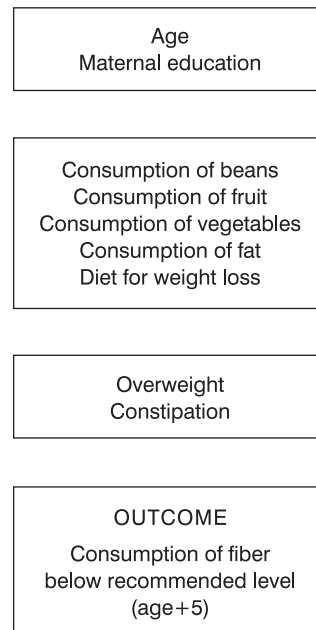 Age
Maternal education
Consumption of beans
Consumption of fruit
Consumption of vegetables
Consumption of fat
Diet for weight loss
Overweight
Constipation
OUTCOME
Consumption of fiber
below recommended level
(age+5)